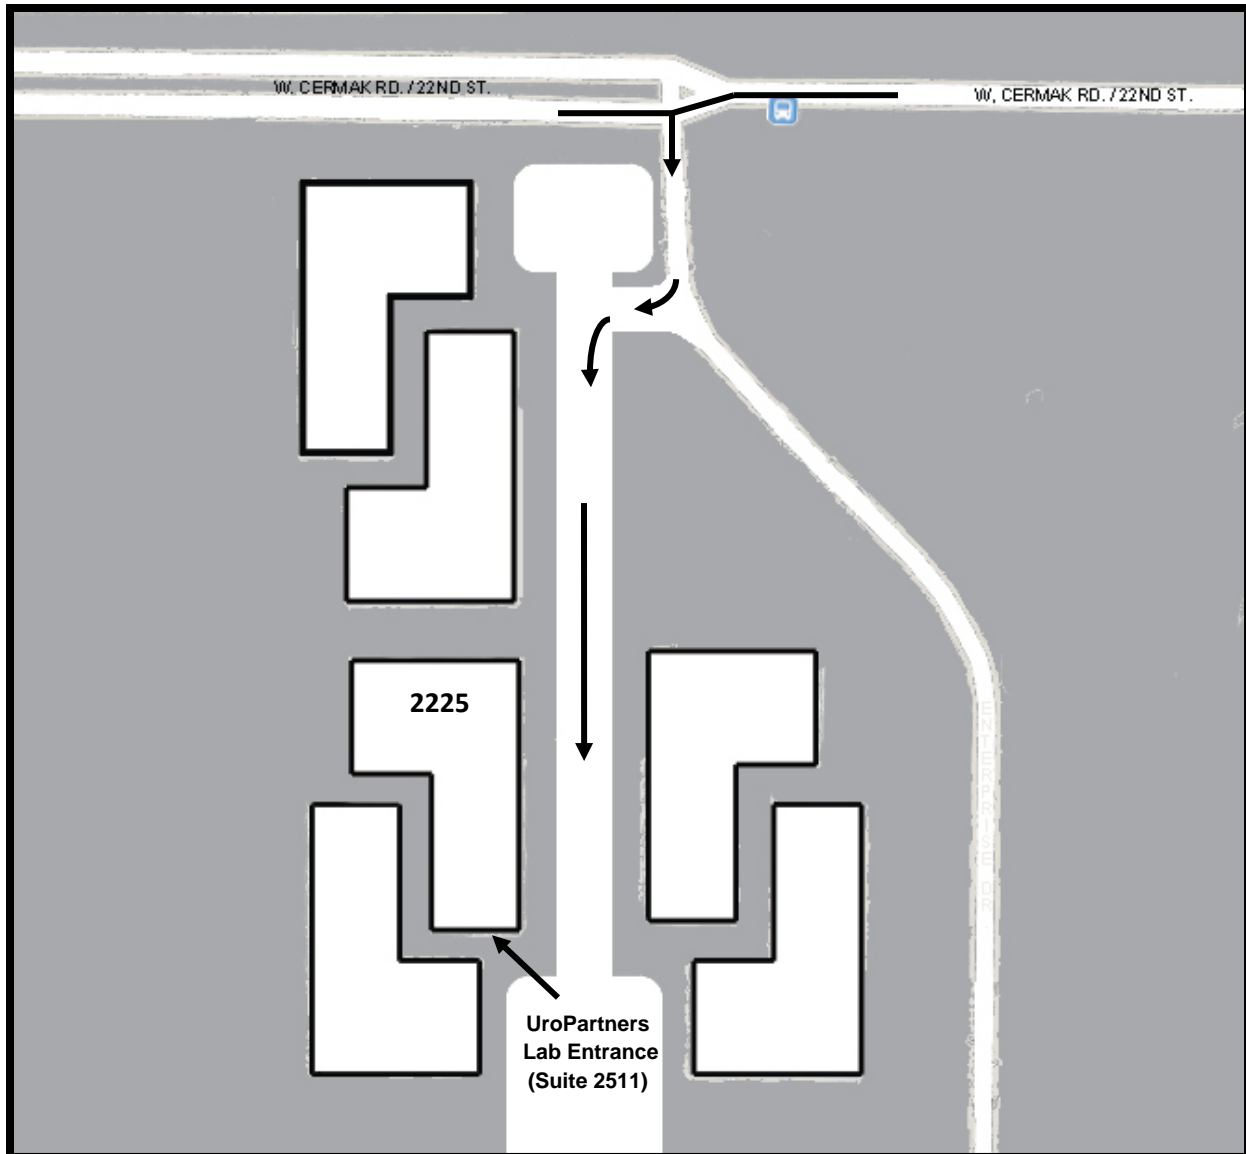 W. CERMAK RD. / 22ND ST.
W. CERMAK RD. / 22ND ST.
2225
ENTERPRISE DR
UroPartners
Lab Entrance
(Suite 2511)